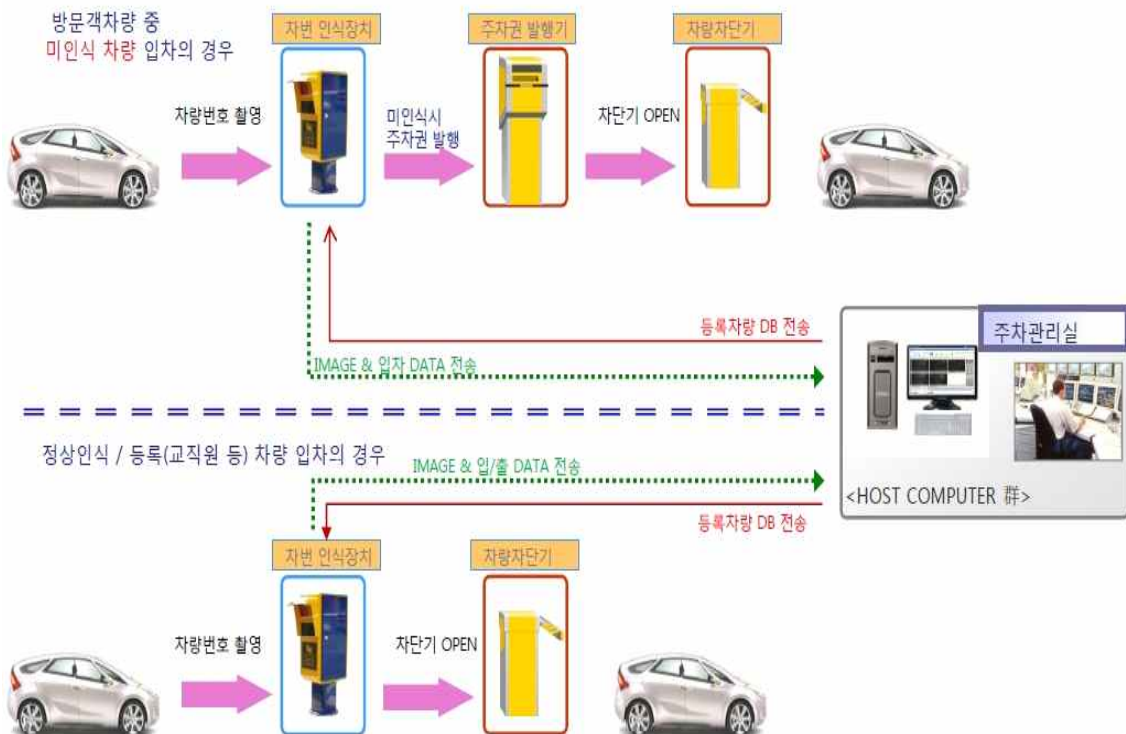 방문객차량 중
미인식 차량 입차의 경우
차번 인식장치
주차권 발행기
차량차단기
차량번호 촬영
미인식시
주차권 발행
차단기 OPEN
등록차량 DB 전송
IMAGE & 입차 DATA 전송
주차관리실
<HOST COMPUTER 群>
정상인식 / 등록(교직원 등) 차량 입차의 경우
IMAGE & 입/출 DATA 전송
등록차량 DB 전송
차번 인식장치
차량차단기
차량번호 촬영
차단기 OPEN